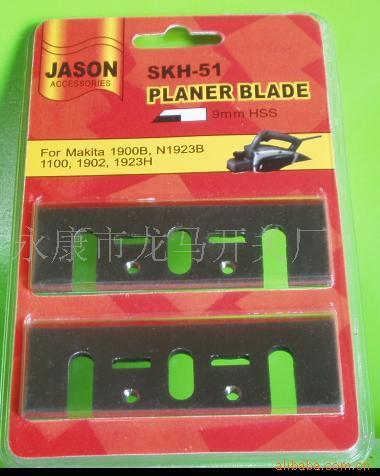 JASON
ACCESSORIES
SKH-51
PLANER BLADE
9mm HSS
For Makita 1900B, N1923B
1100, 1902, 1923H
永康市龙马开关厂
alibaba.com.cn